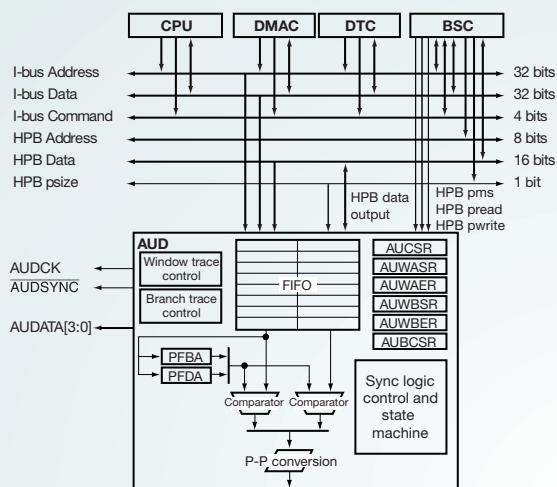 CPU
DMAC
DTC
BSC
I-bus Address
32 bits
I-bus Data
32 bits
I-bus Command
4 bits
HPB Address
8 bits
HPB Data
16 bits
HPB psize
1 bit
HPB data
output
HPB pms
HPB pread
HPB pwrite
AUD
Window trace
control
Branch trace
control
FIFO
AUCSR
AUWASR
AUWAER
AUWBSR
AUWBER
AUBCSR
AUDCK
AUDSYNC
AUDATA[3:0]
PFBA
PFDA
Comparator
Comparator
Sync logic
control and
state
machine
P-P conversion